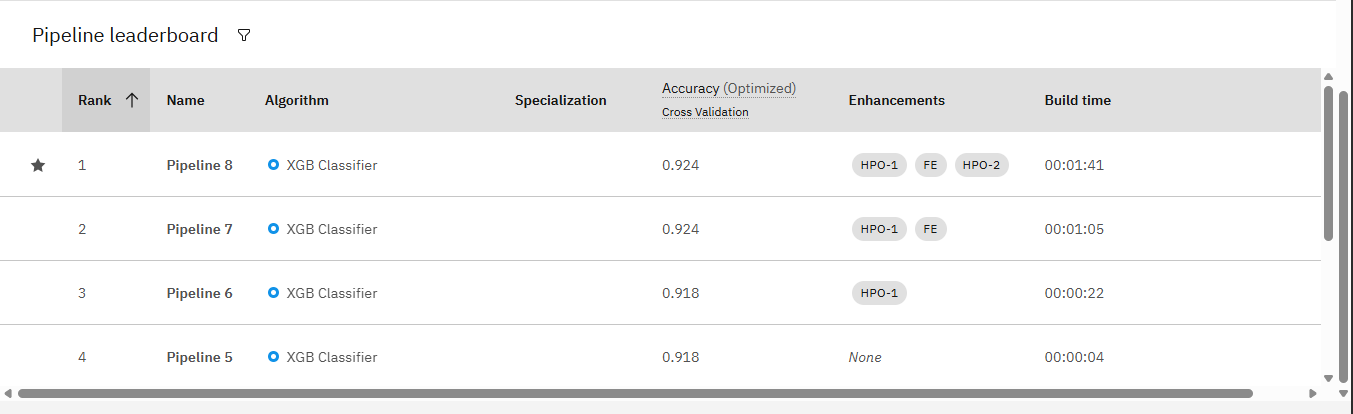 Pipeline leaderboard
Rank Name Algorithm Specialization Accuracy (Optimized) Enhancements Build time
Cross Validation
1 Pipeline 8 XGB Classifier 0.924 HPO-1 FE HPO-2 00:01:41
2 Pipeline 7 XGB Classifier 0.924 HPO-1 FE 00:01:05
3 Pipeline 6 XGB Classifier 0.918 HPO-1 00:00:22
4 Pipeline 5 XGB Classifier 0.918 None 00:00:04